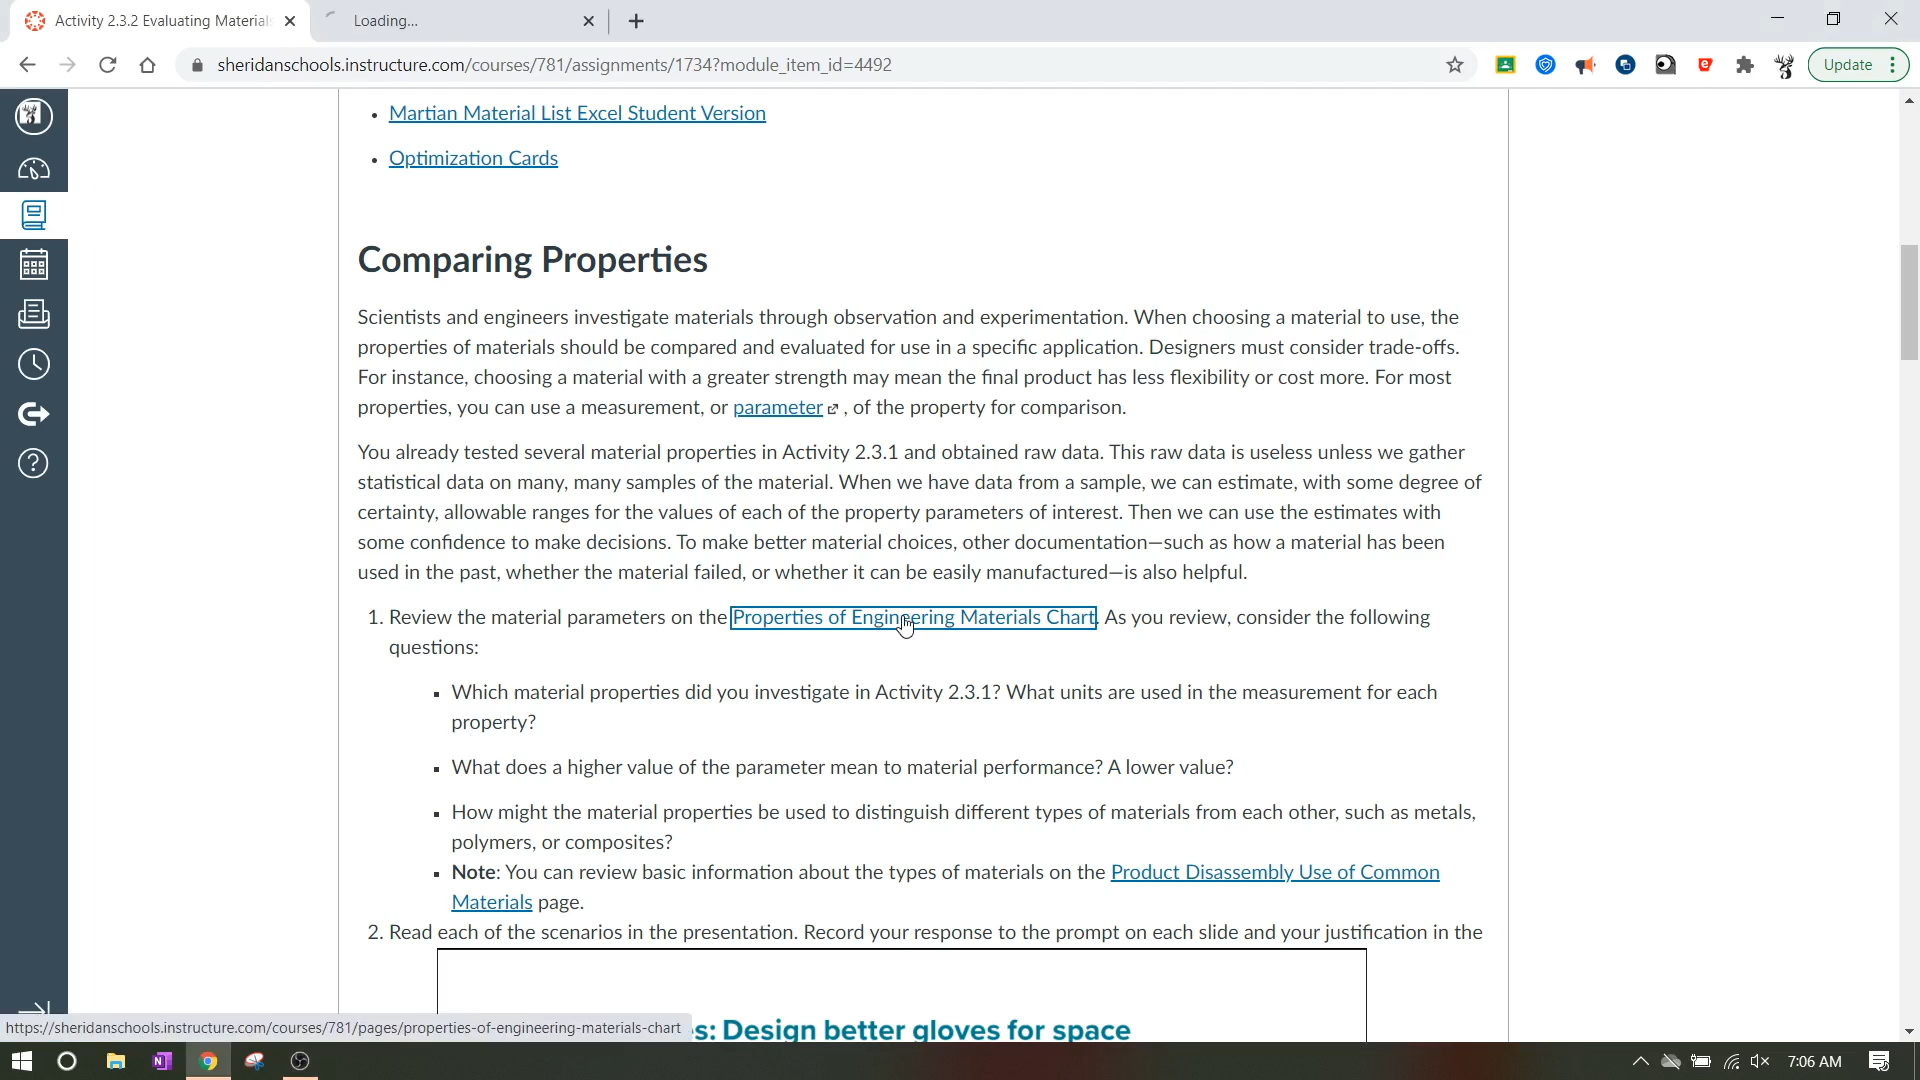 Activity 2.3.2 Evaluating Materials
Loading...
sheridanschools.instructure.com/courses/781/assignments/1734?module_item_id=4492
Update
Martian Material List Excel Student Version
Optimization Cards
Comparing Properties
Scientists and engineers investigate materials through observation and experimentation. When choosing a material to use, the
properties of materials should be compared and evaluated for use in a specific application. Designers must consider trade-offs.
For instance, choosing a material with a greater strength may mean the final product has less flexibility or cost more. For most
properties, you can use a measurement, or parameter , of the property for comparison.
You already tested several material properties in Activity 2.3.1 and obtained raw data. This raw data is useless unless we gather
statistical data on many, many samples of the material. When we have data from a sample, we can estimate, with some degree of
certainty, allowable ranges for the values of each of the property parameters of interest. Then we can use the estimates with
some confidence to make decisions. To make better material choices, other documentation—such as how a material has been
used in the past, whether the material failed, or whether it can be easily manufactured—is also helpful.
1. Review the material parameters on the Properties of Engineering Materials Chart. As you review, consider the following
questions:
Which material properties did you investigate in Activity 2.3.1? What units are used in the measurement for each
property?
What does a higher value of the parameter mean to material performance? A lower value?
How might the material properties be used to distinguish different types of materials from each other, such as metals,
polymers, or composites?
Note: You can review basic information about the types of materials on the Product Disassembly Use of Common
Materials page.
2. Read each of the scenarios in the presentation. Record your response to the prompt on each slide and your justification in the
s: Design better gloves for space
https://sheridanschools.instructure.com/courses/781/pages/properties-of-engineering-materials-chart
7:06 AM